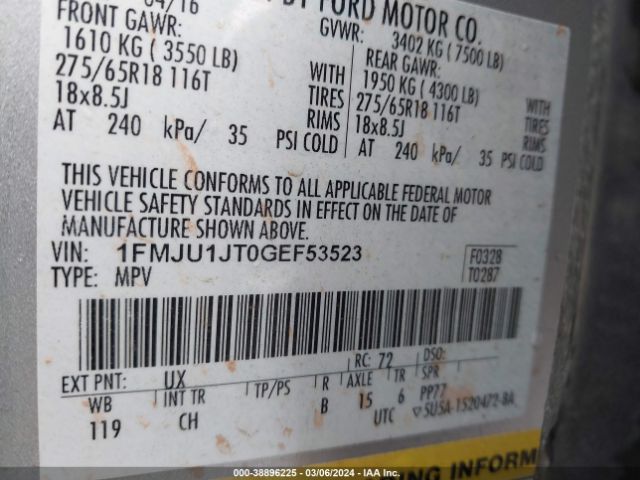 04/16 BY FORD MOTOR CO.
FRONT GAWR: GVWR: 3402 KG ( 7500 LB)
1610 KG ( 3550 LB) REAR GAWR:
275/65R18 116T WITH 1950 KG ( 4300 LB)
18x8.5J TIRES 275/65R18 116T WITH
RIMS 18x8.5J TIRES
AT 240 kPa/ 35 PSI COLD AT 240 kPa/ 35 PSI COLD RIMS
THIS VEHICLE CONFORMS TO ALL APPLICABLE FEDERAL MOTOR
VEHICLE SAFETY STANDARDS IN EFFECT ON THE DATE OF
MANUFACTURE SHOWN ABOVE.
VIN: 1FMJU1JT0GEF53523 F0328
TYPE: MPV T0287
RC: 72 DSO:
EXT PNT: UX
WB INT TR TP/PS R AXLE TR SPR
119 CH B 15 6 PP77
UTC ▽SU5A-1520472-BA
000-38896225 - 03/06/2024 - IAA Inc.
INFORM